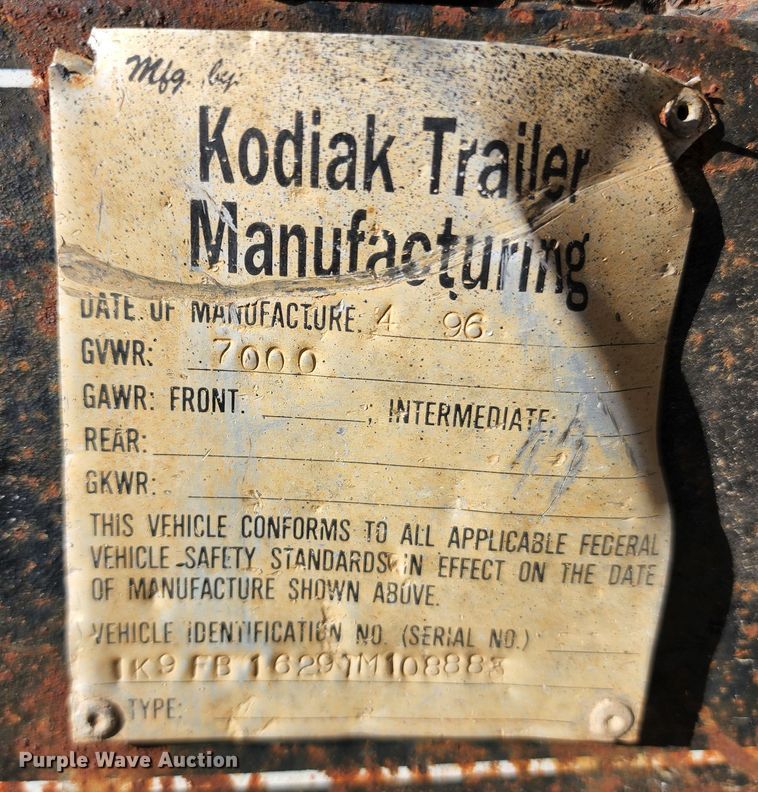 Mfg. by:
Kodiak Trailer
Manufacturing
DATE OF MANUFACTURE: 4 96
GVWR: 7000
GAWR: FRONT. , INTERMEDIATE:
REAR:
GKWR:
THIS VEHICLE CONFORMS TO ALL APPLICABLE FEDERAL
VEHICLE SAFETY STANDARDS IN EFFECT ON THE DATE
OF MANUFACTURE SHOWN ABOVE.
VEHICLE IDENTIFICATION NO. (SERIAL NO.)
1K9 FB
TYPE:
Purple Wave Auction